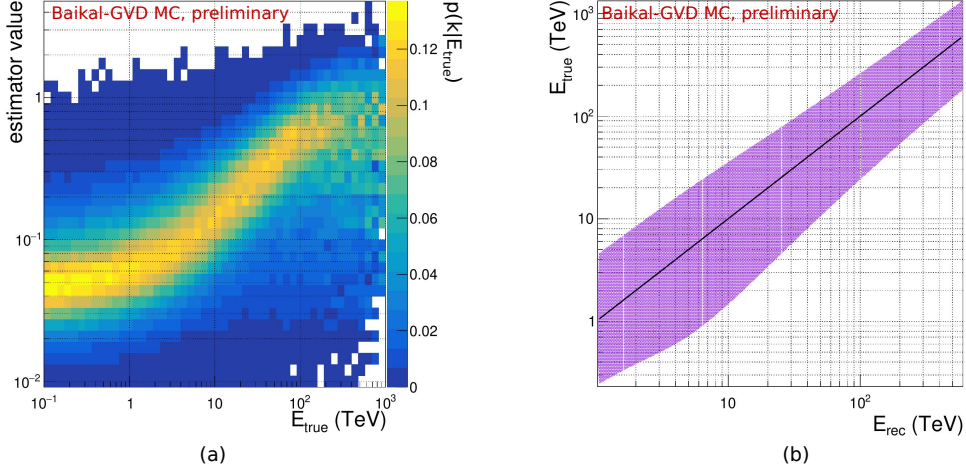 Baikal-GVD MC, preliminary
estimator value
1
10⁻¹
10⁻²
10⁻¹ 1 10 10² 10³
E_true (TeV)
0.12
0.1
0.08
0.06
0.04
0.02
0
p(k|E_true)
(a)
Baikal-GVD MC, preliminary
E_true (TeV)
10³
10²
10
1
10 10²
E_rec (TeV)
(b)